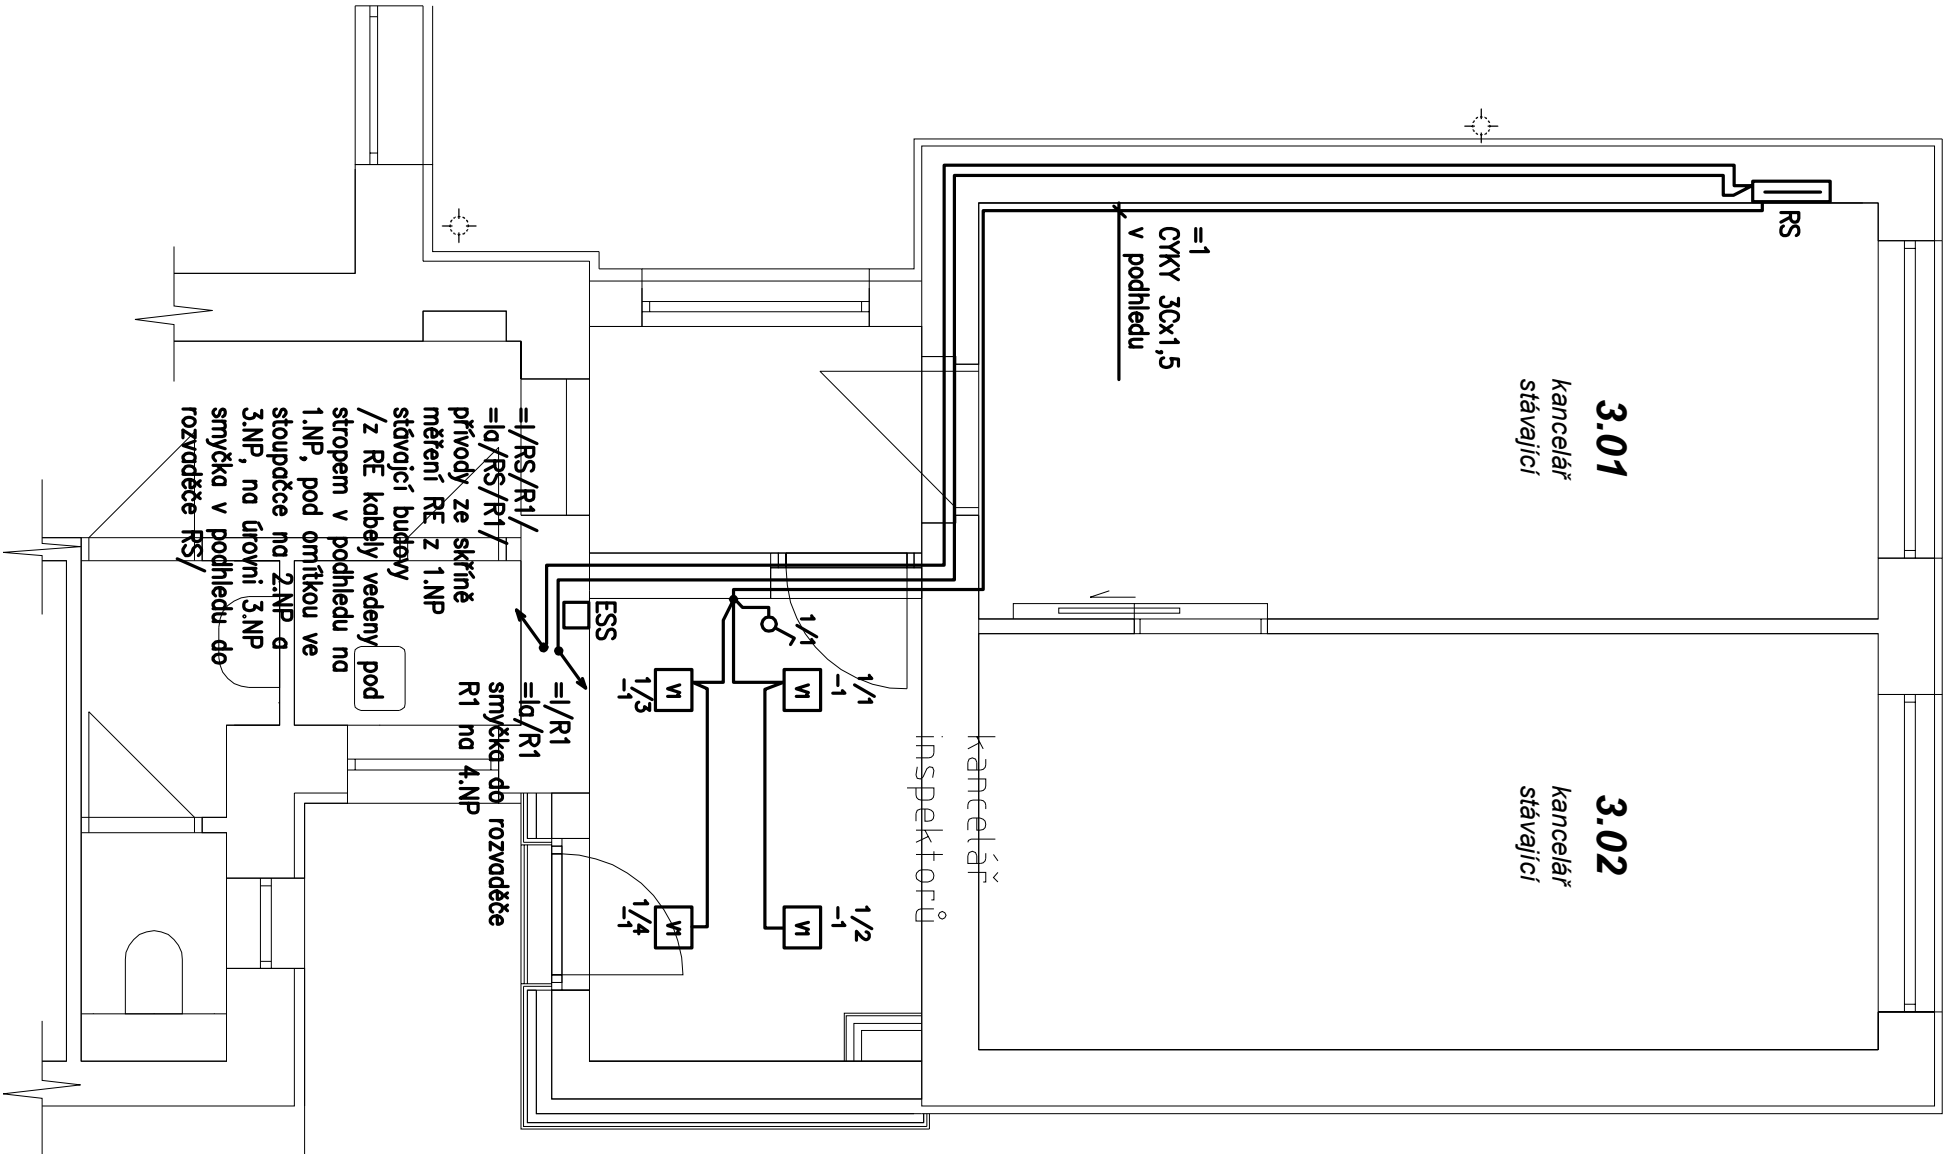 RS
=1
CYKY 3Cx1,5
v podhledu
3.01
kancelář
stávající
3.02
kancelář
stávající
kancelář
inspektorů
=I/RS/R1/
=Ia/RS/R1/
přívody ze skříně
měření RE z 1.NP
stávající budovy
/z RE kabely vedeny pod
stropem v podhledu na
1.NP, pod omítkou ve
stoupačce na 2.NP a
3.NP, na úrovni 3.NP
smyčka v podhledu do
rozvaděče RS/
ESS
1/1
1/1
-1
V1
1/3
-1
V1
1/2
-1
V1
1/4
-1
V1
=I/R1
=Ia/R1
smyčka do rozvaděče
R1 na 4.NP